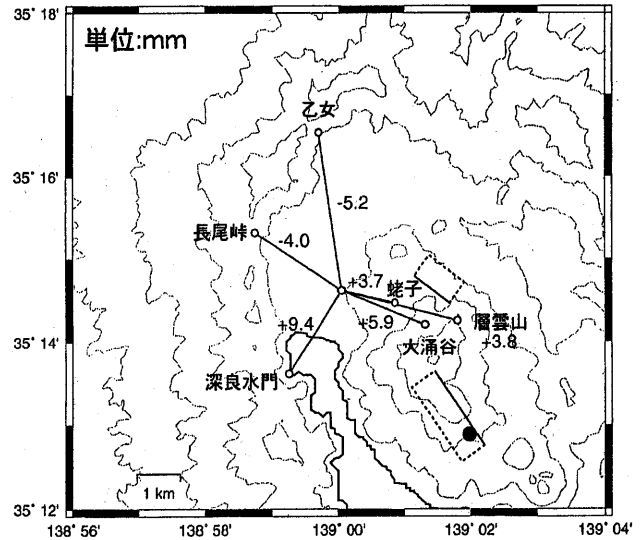 35° 18'
単位:mm
乙女
35° 16'
-5.2
長尾峠
-4.0
+3.7
蛯子
+9.4
+5.9
層雲山
35° 14'
大涌谷
+3.8
深良水門
1 km
35° 12'
138° 56'
138° 58'
139° 00'
139° 02'
139° 04'